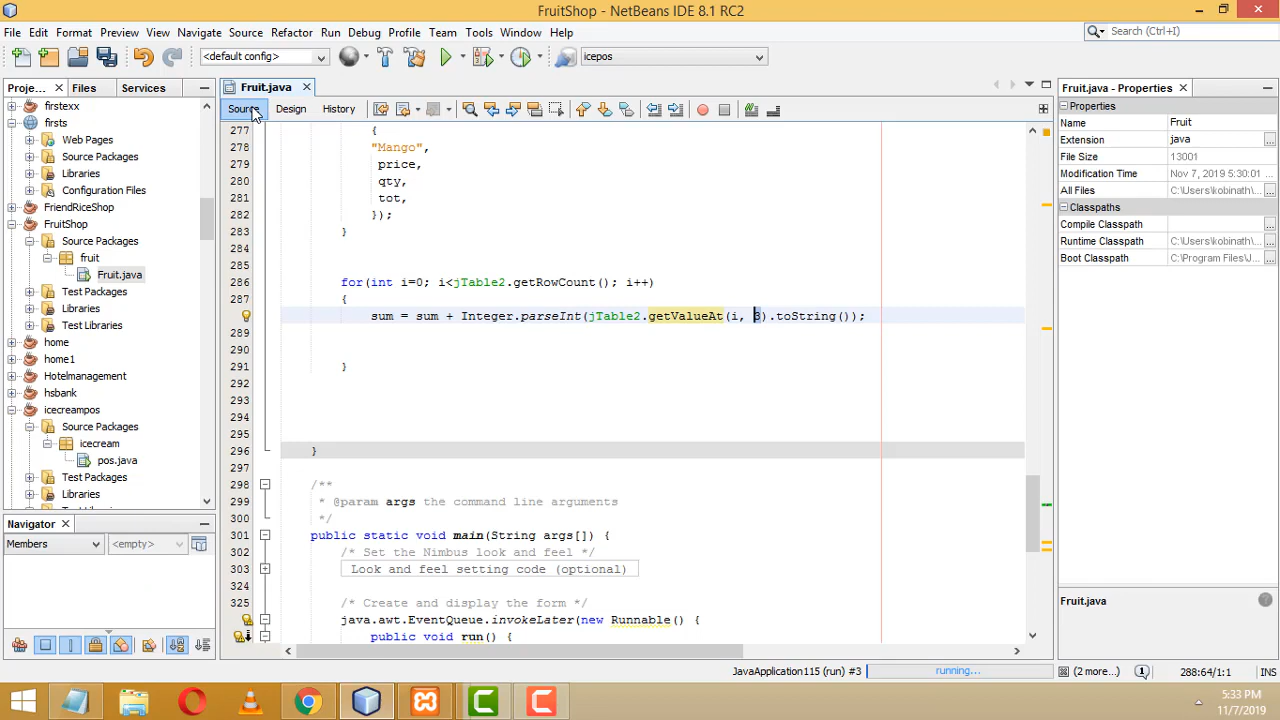 FruitShop - NetBeans IDE 8.1 RC2
File Edit Format Preview View Navigate Source Refactor Run Debug Profile Team Tools Window Help
Search (Ctrl+I)
<default config>
icepos
Proje... Files Services
firstexx
firsts
Web Pages
Source Packages
Libraries
Configuration Files
FriendRiceShop
FruitShop
Source Packages
fruit
Fruit.java
Test Packages
Libraries
Test Libraries
home
home1
Hotelmanagement
hsbank
icecreampos
Source Packages
icecream
pos.java
Test Packages
Libraries
Navigator
Members
<empty>
Fruit.java
Source Design History
277 {
278 "Mango",
279 price,
280 qty,
281 tot,
282 });
283 }
284
285
286 for(int i=0; i<jTable2.getRowCount(); i++)
287 {
sum = sum + Integer.parseInt(jTable2.getValueAt(i, 3).toString());
289
290
291 }
292
293
294
295
296 }
297
298 /**
299 * @param args the command line arguments
300 */
301 public static void main(String args[]) {
302 /* Set the Nimbus look and feel */
303 Look and feel setting code (optional)
324
325 /* Create and display the form */
java.awt.EventQueue.invokeLater(new Runnable() {
public void run() {
Fruit.java - Properties
Properties
Name Fruit
Extension java
File Size 13001
Modification Time Nov 7, 2019 5:30:01
All Files C:\Users\kobinath\
Classpaths
Compile Classpath
Runtime Classpath C:\Users\kobinath\
Boot Classpath C:\Program Files\J
Fruit.java
JavaApplication115 (run) #3 running... (2 more...) 1 288:64/1:1 INS
5:33 PM
11/7/2019